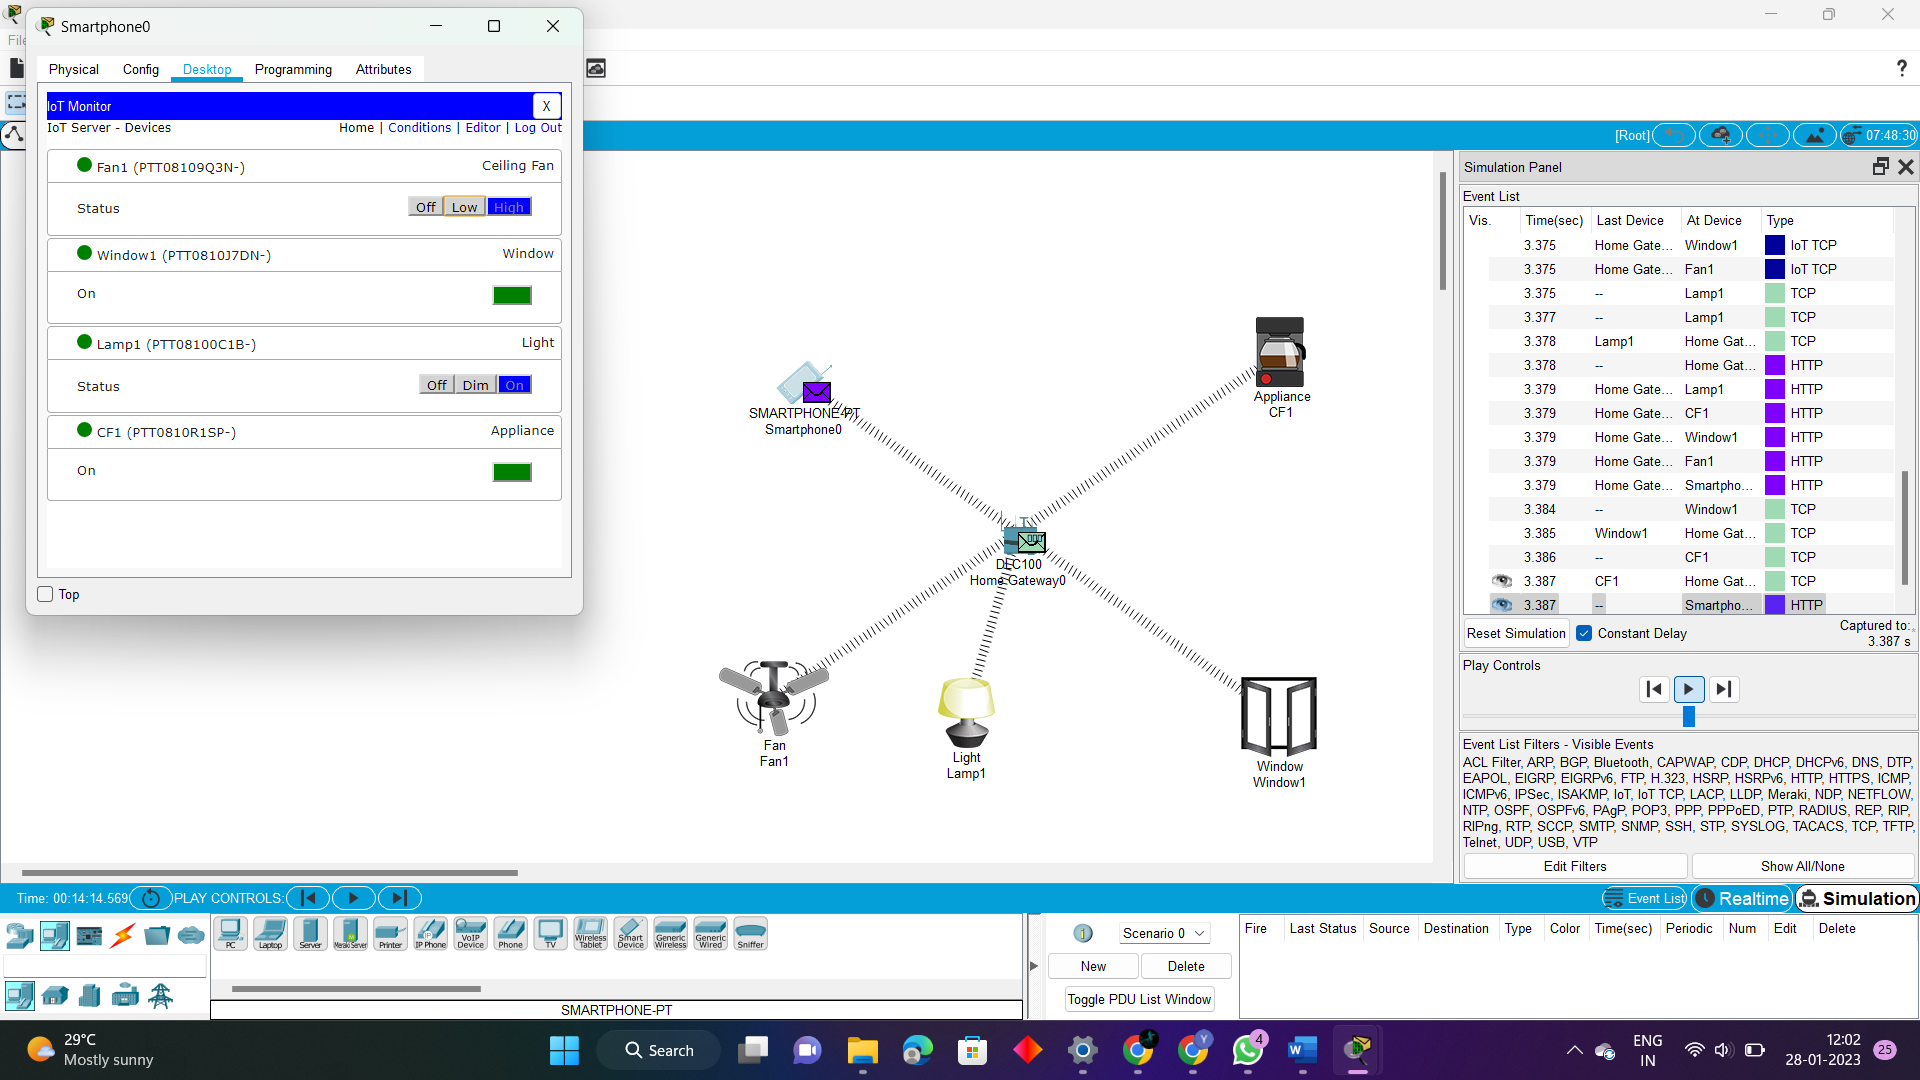 Smartphone0
File
Physical Config Desktop Programming Attributes
IoT Monitor X
IoT Server - Devices Home | Conditions | Editor | Log Out
Fan1 (PTT08109Q3N-) Ceiling Fan
Status Off Low High
Window1 (PTT0810J7DN-) Window
On
Lamp1 (PTT08100C1B-) Light
Status Off Dim On
CF1 (PTT0810R1SP-) Appliance
On
Top
?
[Root] 07:48:30
SMARTPHONE-PT
Smartphone0
Appliance
CF1
DLC100
Home Gateway0
Fan
Fan1
Light
Lamp1
Window
Window1
Simulation Panel
Event List
Vis. Time(sec) Last Device At Device Type
3.375 Home Gate... Window1 IoT TCP
3.375 Home Gate... Fan1 IoT TCP
3.375 -- Lamp1 TCP
3.377 -- Lamp1 TCP
3.378 Lamp1 Home Gat... TCP
3.378 -- Home Gat... HTTP
3.379 Home Gate... Lamp1 HTTP
3.379 Home Gate... CF1 HTTP
3.379 Home Gate... Window1 HTTP
3.379 Home Gate... Fan1 HTTP
3.379 Home Gate... Smartpho... HTTP
3.384 -- Window1 TCP
3.385 Window1 Home Gat... TCP
3.386 -- CF1 TCP
3.387 CF1 Home Gat... TCP
3.387 -- Smartpho... HTTP
Reset Simulation Constant Delay Captured to:
3.387 s
Play Controls
Event List Filters - Visible Events
ACL Filter, ARP, BGP, Bluetooth, CAPWAP, CDP, DHCP, DHCPv6, DNS, DTP,
EAPOL, EIGRP, EIGRPv6, FTP, H.323, HSRP, HSRPv6, HTTP, HTTPS, ICMP,
ICMPv6, IPSec, ISAKMP, IoT, IoT TCP, LACP, LLDP, Meraki, NDP, NETFLOW,
NTP, OSPF, OSPFv6, PAgP, POP3, PPP, PPPoED, PTP, RADIUS, REP, RIP,
RIPng, RTP, SCCP, SMTP, SNMP, SSH, STP, SYSLOG, TACACS, TCP, TFTP,
Telnet, UDP, USB, VTP
Edit Filters Show All/None
Time: 00:14:14.569 PLAY CONTROLS: Event List Realtime Simulation
PC Laptop Server Meraki Server Printer IP Phone VoIP Device Phone TV Wireless Tablet Smart Device Generic Wireless Generic Wired Sniffer
SMARTPHONE-PT
1 Scenario 0
New Delete
Toggle PDU List Window
Fire Last Status Source Destination Type Color Time(sec) Periodic Num Edit Delete
29°C
Mostly sunny
Search
Y
4
ENG
IN
12:02
28-01-2023
25